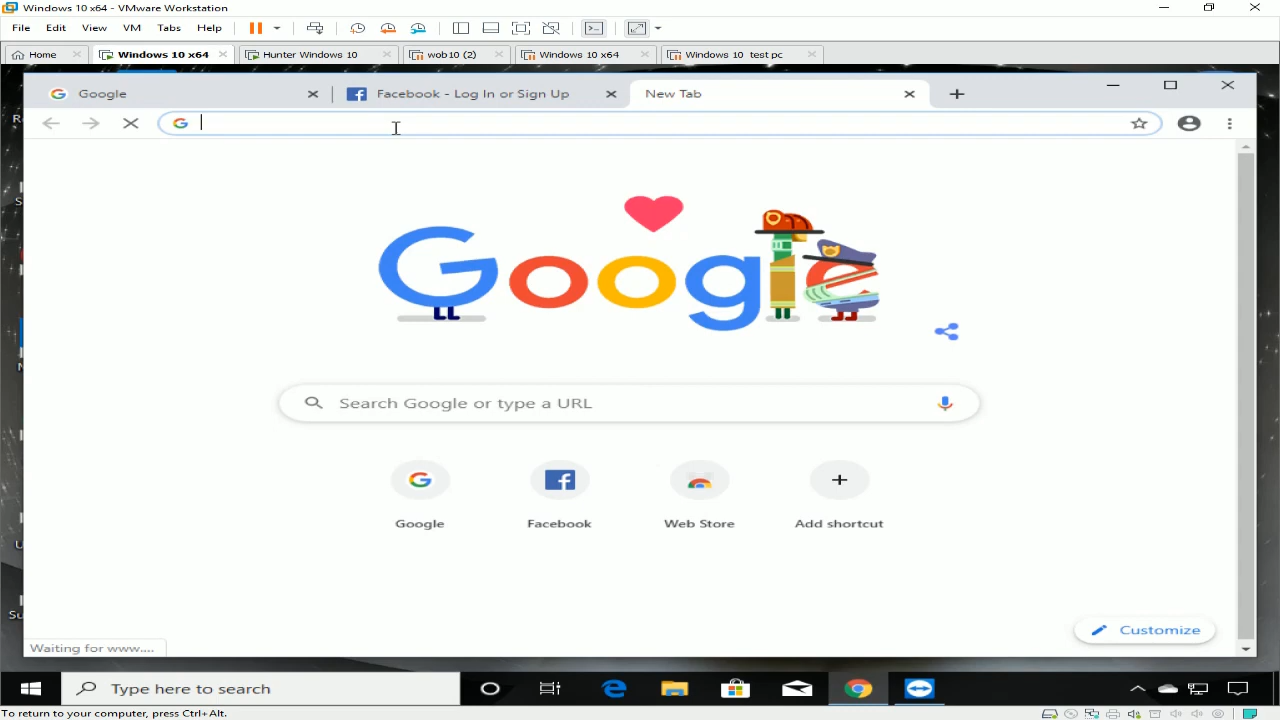 Windows 10 x64 - VMware Workstation
File Edit View VM Tabs Help
Home Windows 10 x64 Hunter Windows 10 wob10 (2) Windows 10 x64 Windows 10 test pc
Google Facebook - Log In or Sign Up New Tab
Google
Search Google or type a URL
Google Facebook Web Store Add shortcut
Customize
Waiting for www....
Type here to search
To return to your computer, press Ctrl+Alt.